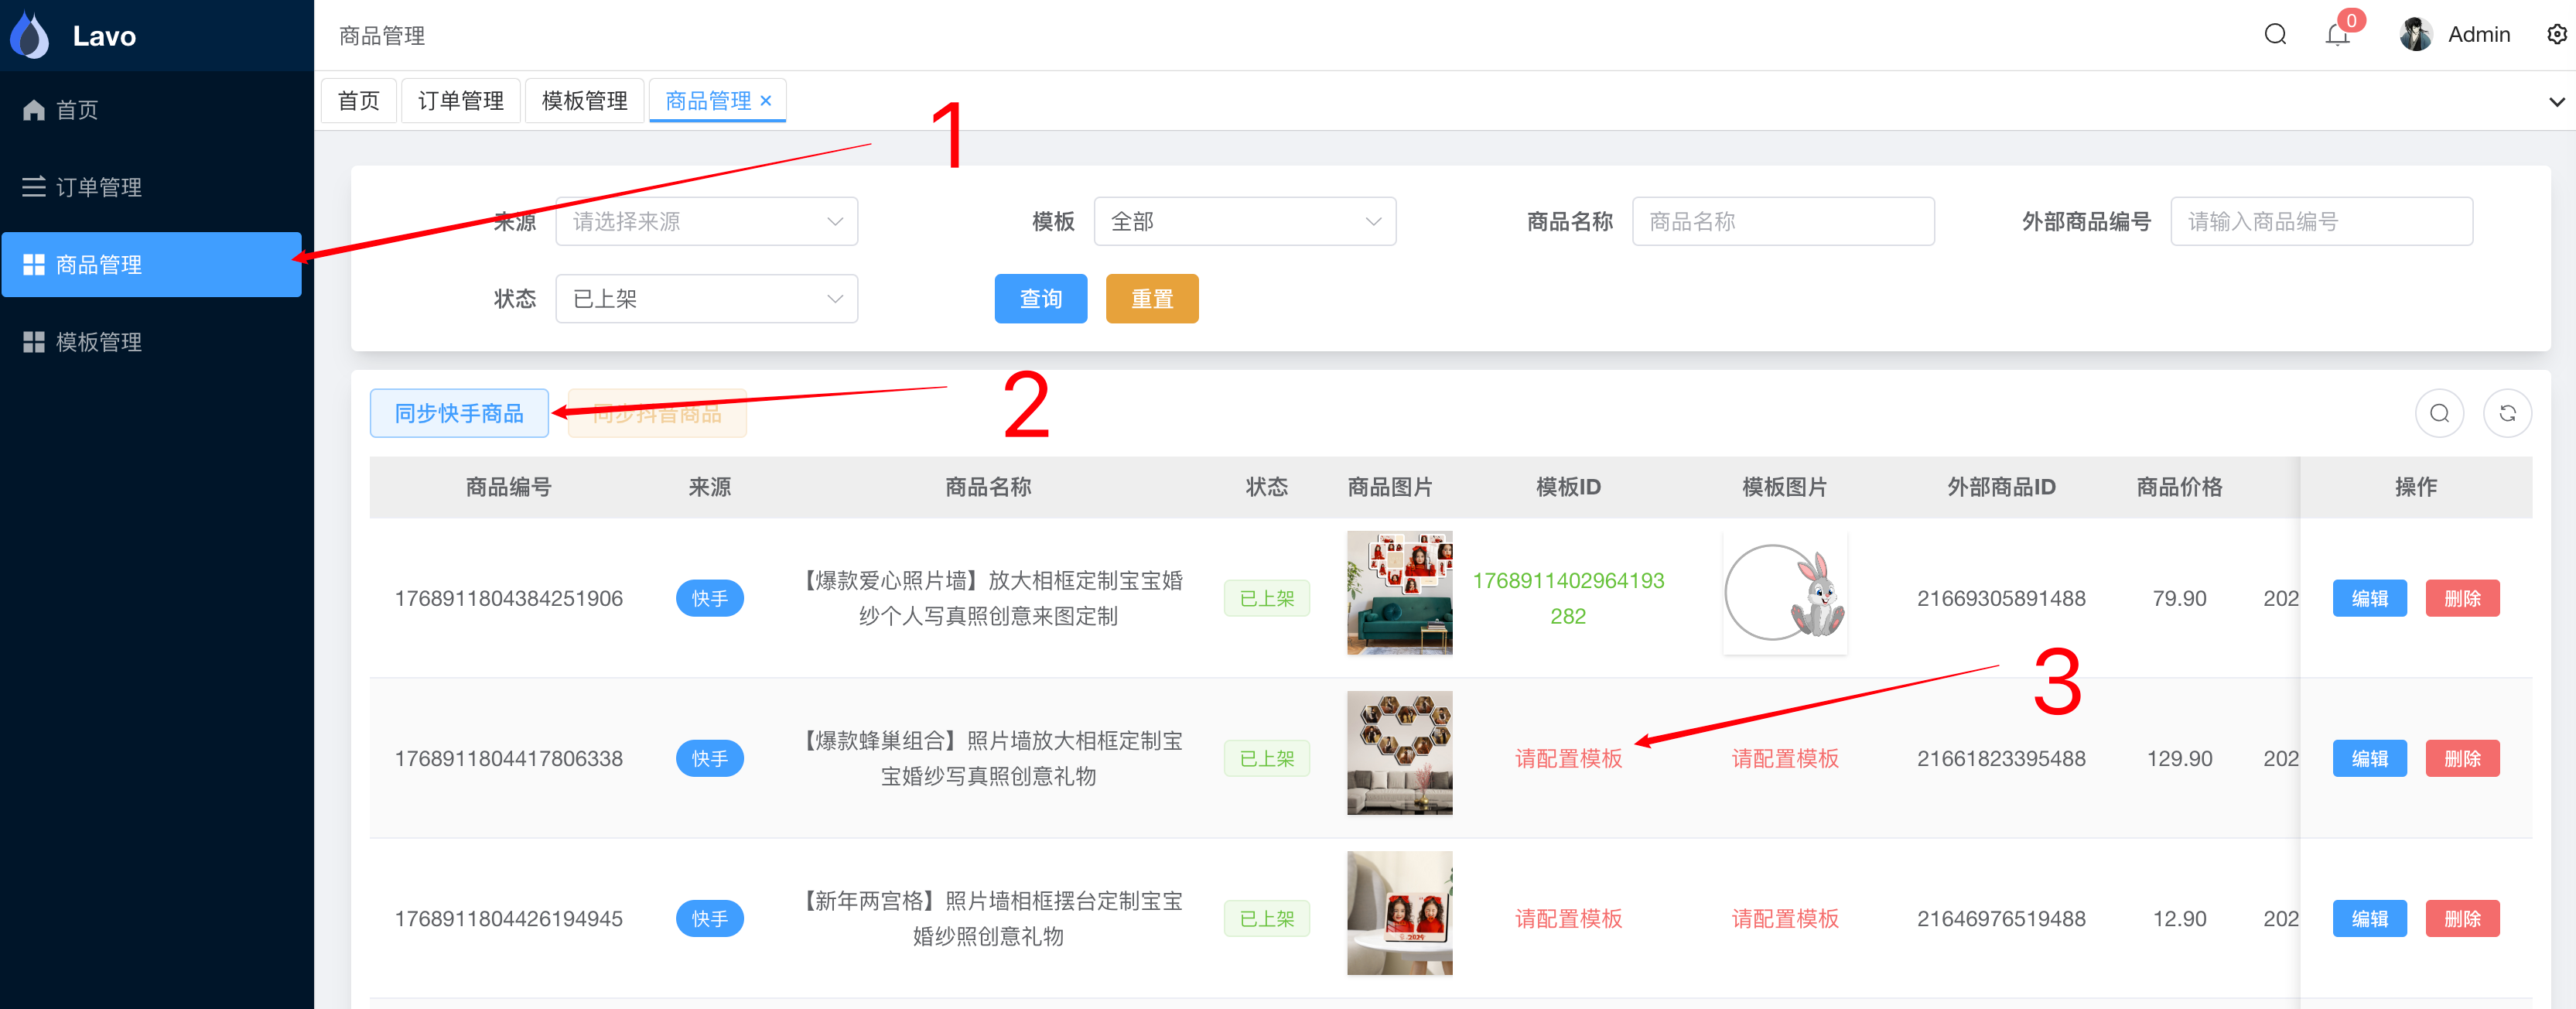 Lavo
商品管理
0
Admin
首页
订单管理
商品管理
模板管理
首页
订单管理
模板管理
商品管理 ×
1
来源
请选择来源
模板
全部
商品名称
商品名称
外部商品编号
请输入商品编号
状态
已上架
查询
重置
同步快手商品
同步抖音商品
2
商品编号
来源
商品名称
状态
商品图片
模板ID
模板图片
外部商品ID
商品价格
操作
1768911804384251906
快手
【爆款爱心照片墙】放大相框定制宝宝婚
纱个人写真照创意来图定制
已上架
1768911402964193
282
21669305891488
79.90
202
编辑
删除
3
1768911804417806338
快手
【爆款蜂巢组合】照片墙放大相框定制宝
宝婚纱写真照创意礼物
已上架
请配置模板
请配置模板
21661823395488
129.90
202
编辑
删除
1768911804426194945
快手
【新年两宫格】照片墙相框摆台定制宝宝
婚纱照创意礼物
已上架
2024
请配置模板
请配置模板
21646976519488
12.90
202
编辑
删除